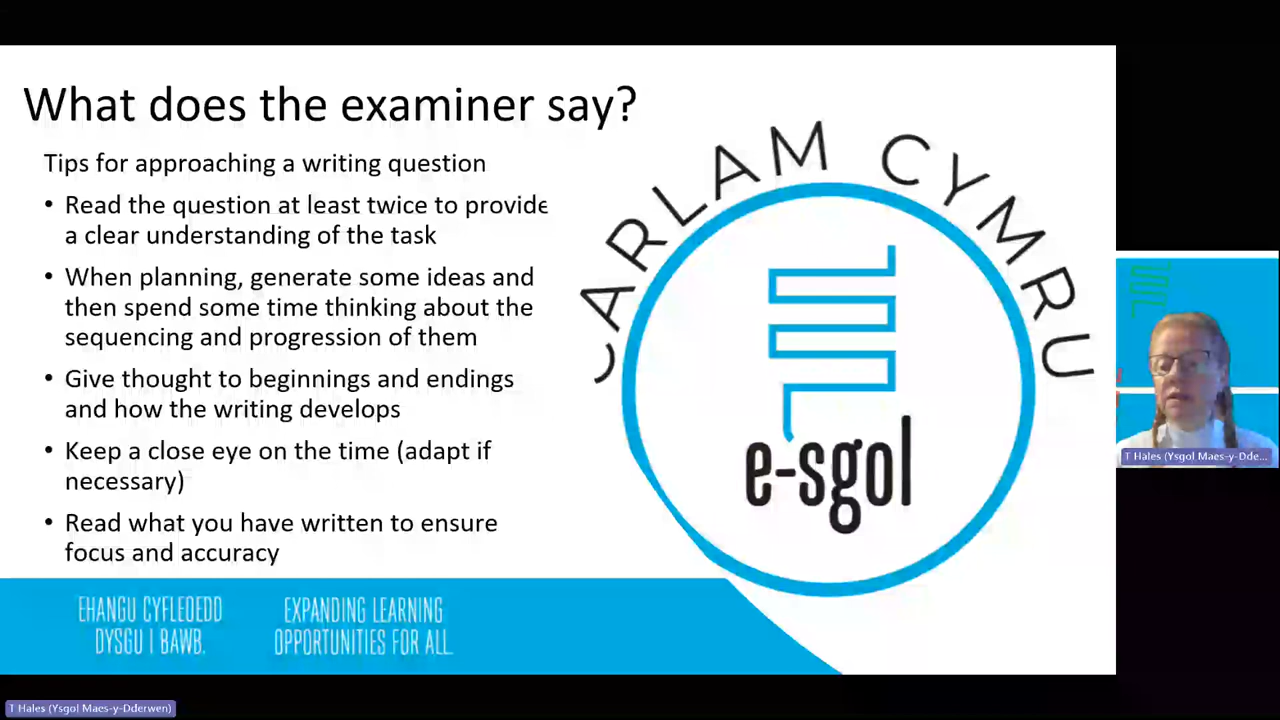 What does the examiner say?
Tips for approaching a writing question
• Read the question at least twice to provide
a clear understanding of the task
• When planning, generate some ideas and
then spend some time thinking about the
sequencing and progression of them
• Give thought to beginnings and endings
and how the writing develops
• Keep a close eye on the time (adapt if
necessary)
• Read what you have written to ensure
focus and accuracy
CARLAM CYMRU
e-sgol
EHANGU CYFLEOEDD
DYSGU I BAWB.
EXPANDING LEARNING
OPPORTUNITIES FOR ALL.
T Hales (Ysgol Maes-y-Dde...
T Hales (Ysgol Maes-y-Dderwen)